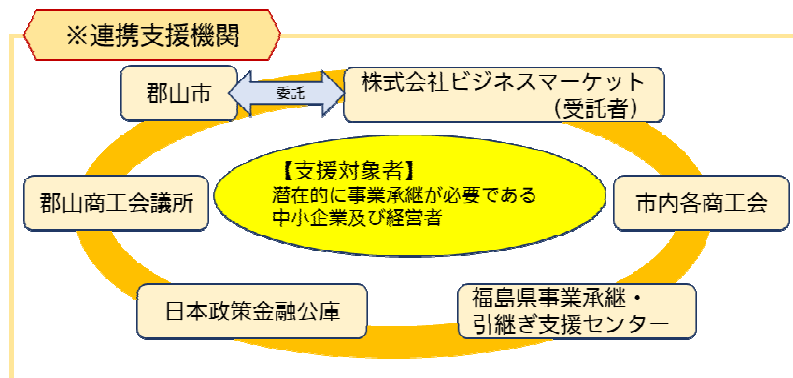 ※連携支援機関
郡山市
委託
株式会社ビジネスマーケット
（受託者）
【支援対象者】
潜在的に事業承継が必要である
中小企業及び経営者
郡山商工会議所
市内各商工会
日本政策金融公庫
福島県事業承継・
引継ぎ支援センター